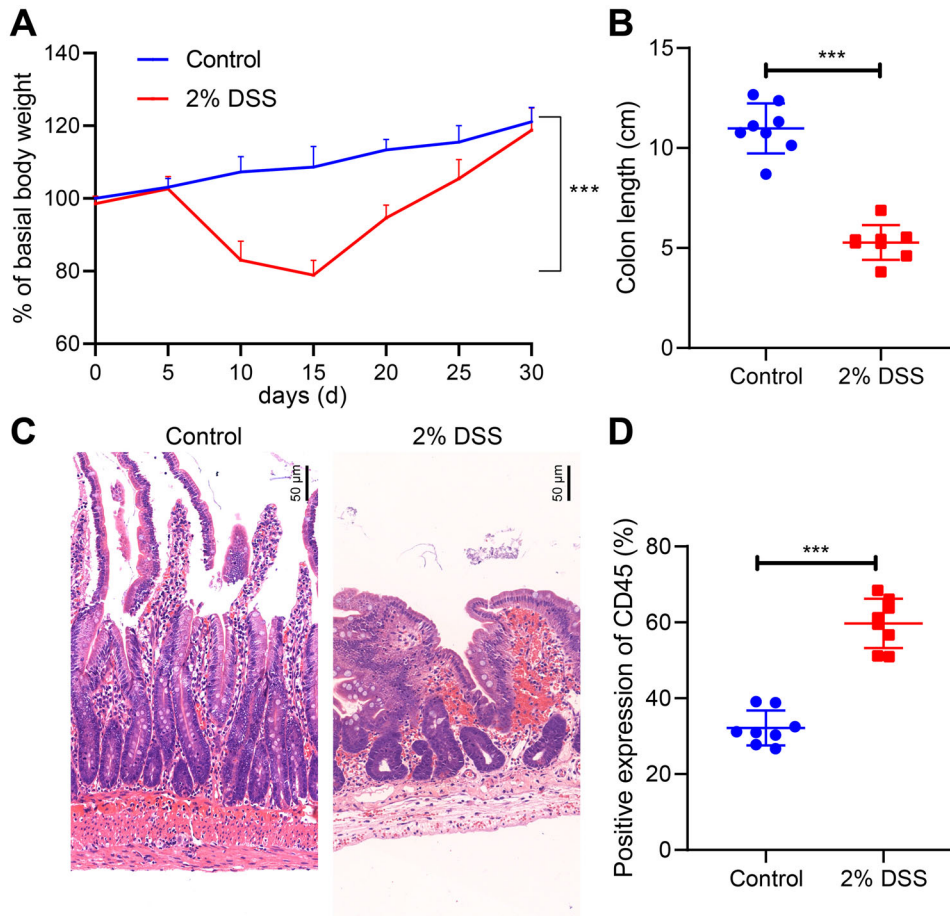 A
% of basial body weight
140
120
100
80
60
Control
2% DSS
***
0 5 10 15 20 25 30
days (d)
B
Colon length (cm)
15
10
5
0
***
Control 2% DSS
C
Control 2% DSS
50 µm
50 µm
D
Positive expression of CD45 (%)
80
60
40
20
0
***
Control 2% DSS